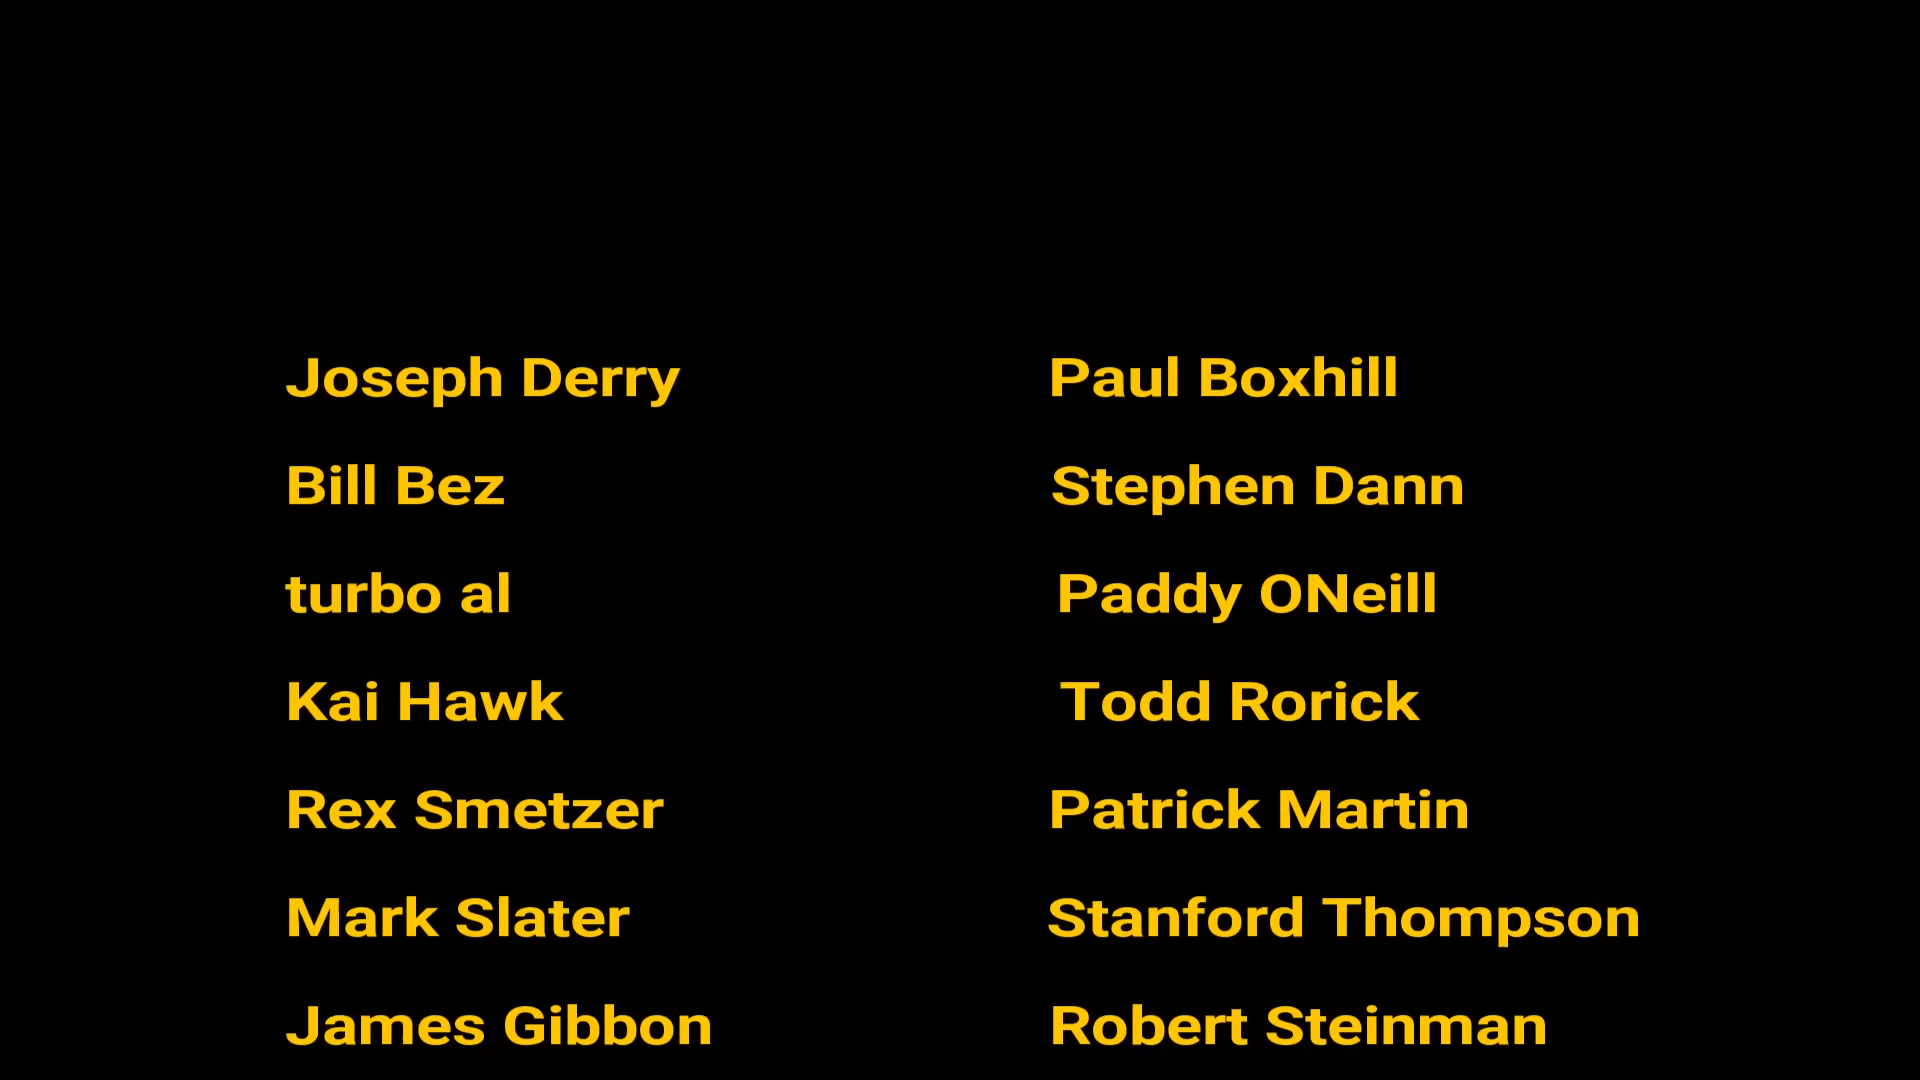 Joseph Derry Paul Boxhill
Bill Bez Stephen Dann
turbo al Paddy ONeill
Kai Hawk Todd Rorick
Rex Smetzer Patrick Martin
Mark Slater Stanford Thompson
James Gibbon Robert Steinman